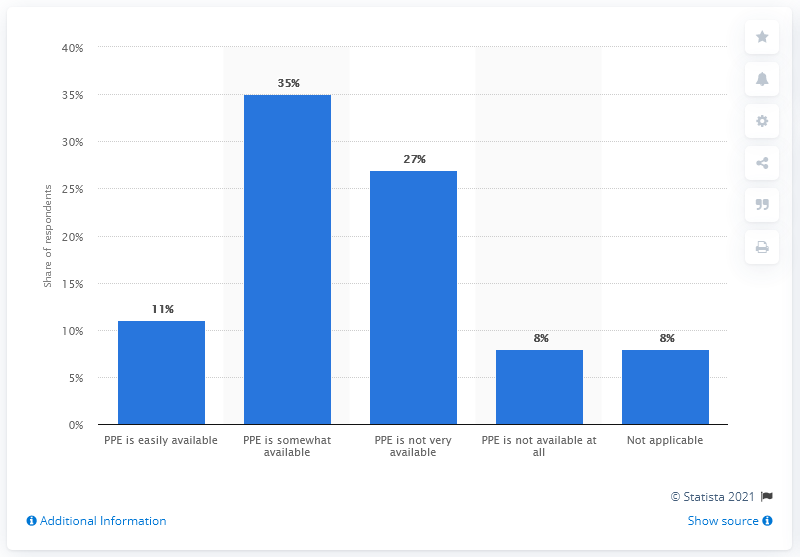 40%
35%
30%
25%
20%
15%
10%
5%
0%
Share of respondents
11%
35%
27%
8%
8%
PPE is easily available
PPE is somewhat
available
PPE is not very
available
PPE is not available at
all
Not applicable
© Statista 2021
Additional Information
Show source